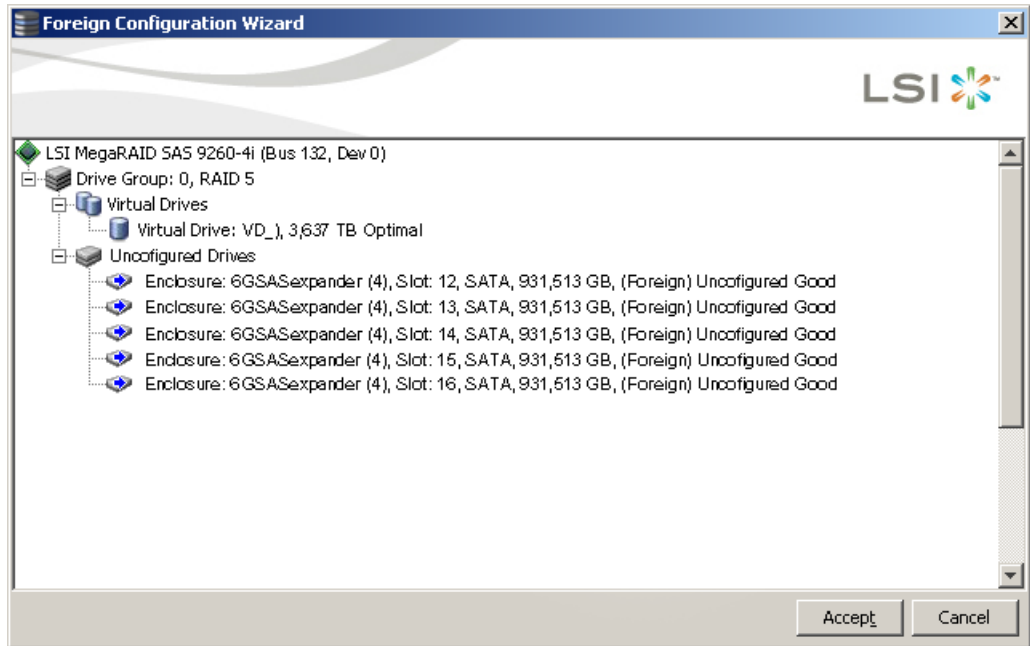 Foreign Configuration Wizard
LSI
LSI MegaRAID SAS 9260-4i (Bus 132, Dev 0)
Drive Group: 0, RAID 5
Virtual Drives
Virtual Drive: VD_), 3,637 TB Optimal
Uncofigured Drives
Enclosure: 6GSASexpander (4), Slot: 12, SATA, 931,513 GB, (Foreign) Uncofigured Good
Enclosure: 6GSASexpander (4), Slot: 13, SATA, 931,513 GB, (Foreign) Uncofigured Good
Enclosure: 6GSASexpander (4), Slot: 14, SATA, 931,513 GB, (Foreign) Uncofigured Good
Enclosure: 6GSASexpander (4), Slot: 15, SATA, 931,513 GB, (Foreign) Uncofigured Good
Enclosure: 6GSASexpander (4), Slot: 16, SATA, 931,513 GB, (Foreign) Uncofigured Good
Accept Cancel